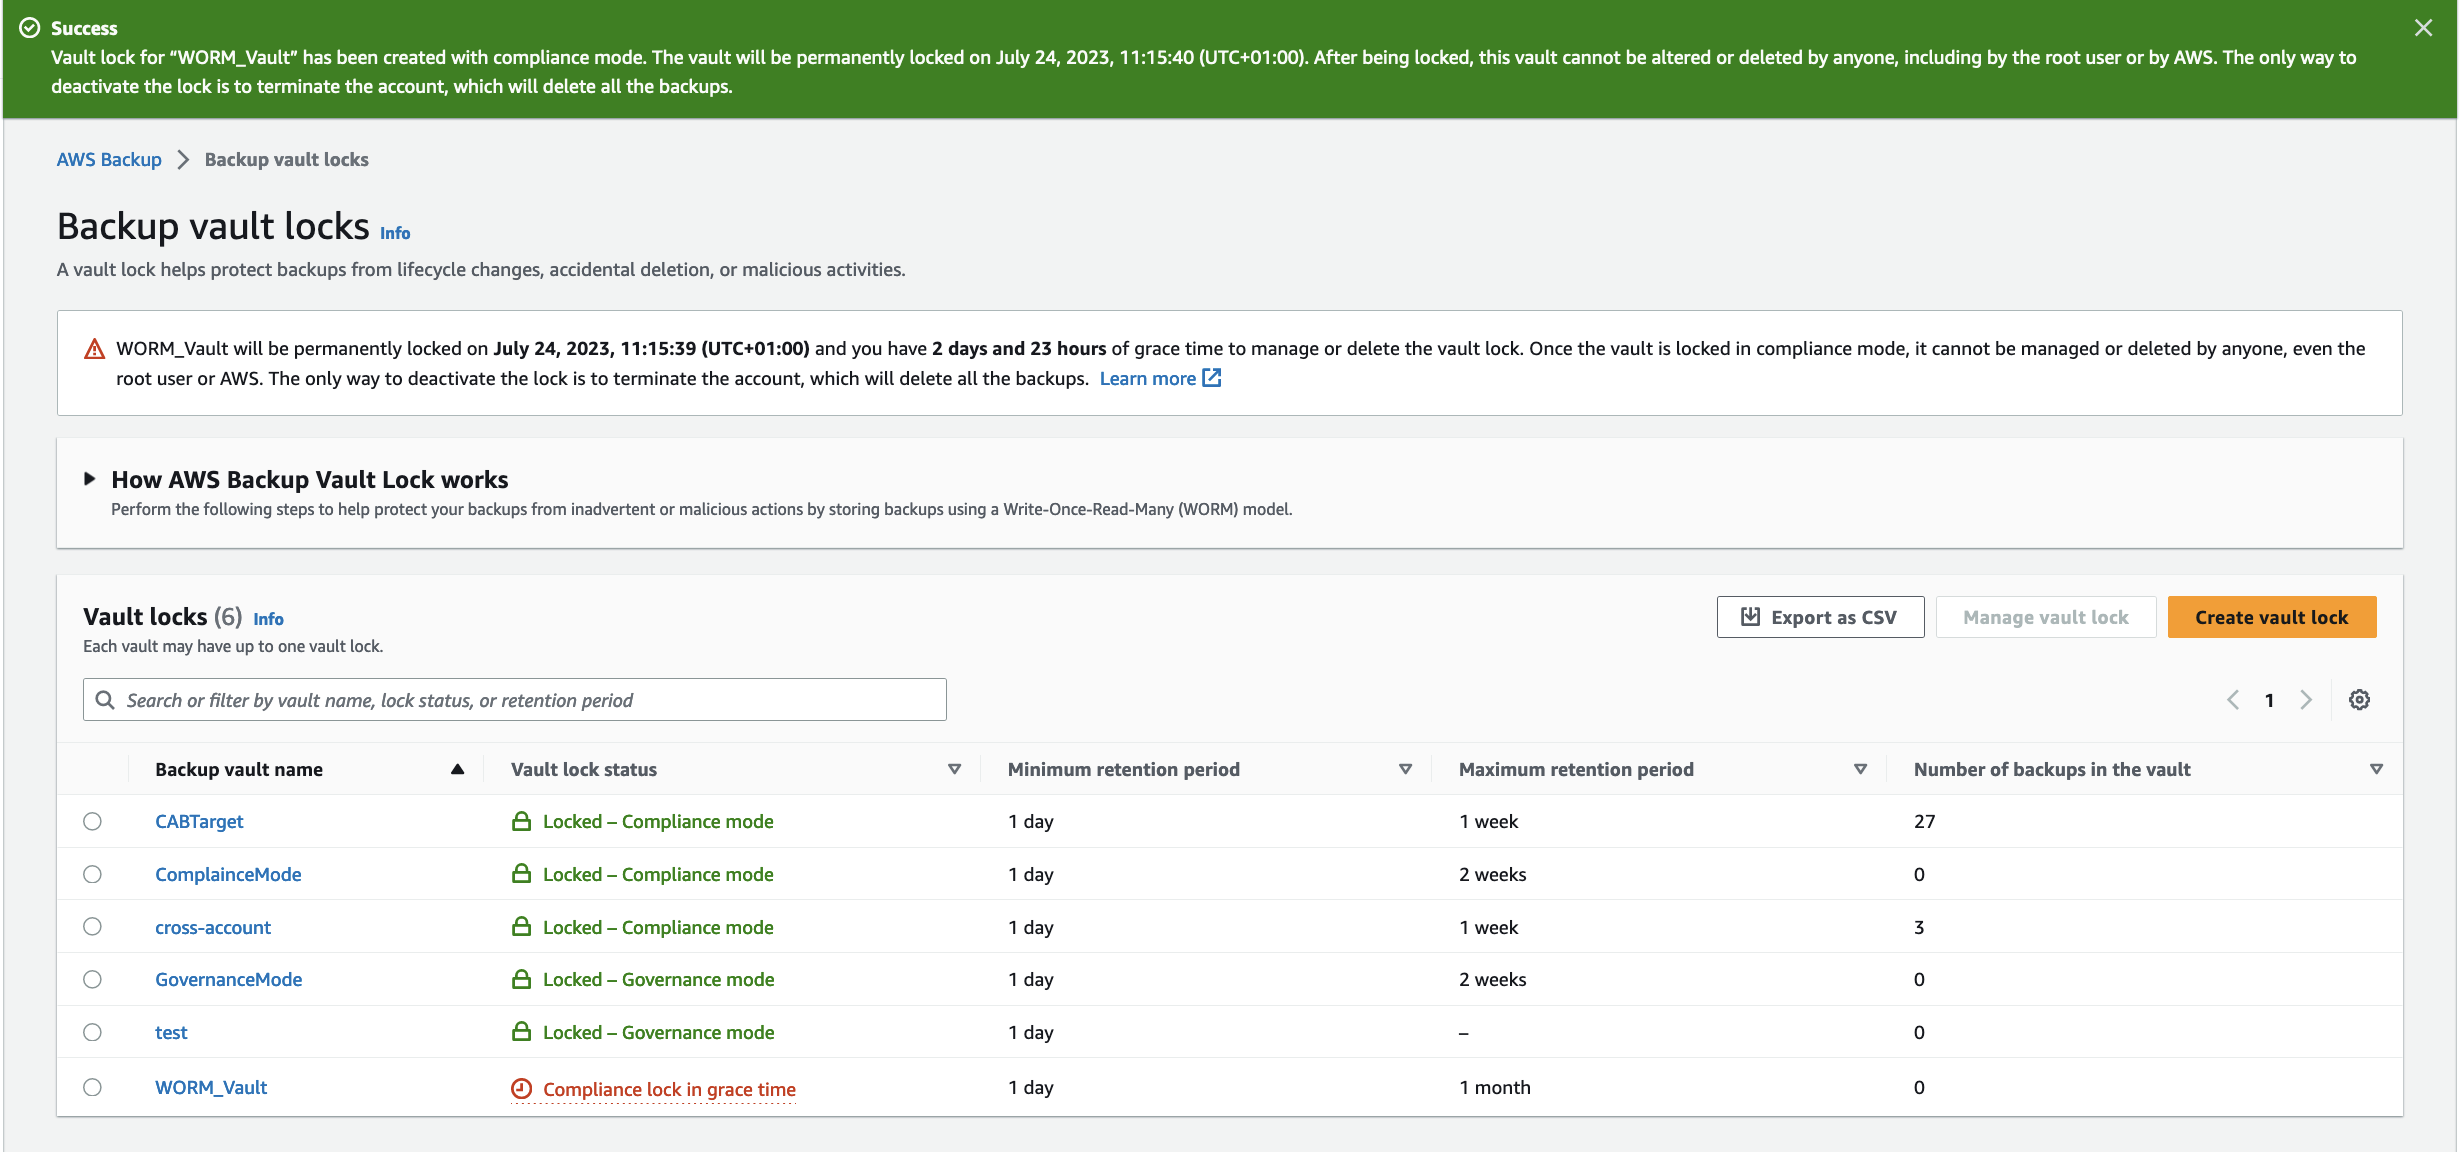 Success
Vault lock for “WORM_Vault” has been created with compliance mode. The vault will be permanently locked on July 24, 2023, 11:15:40 (UTC+01:00). After being locked, this vault cannot be altered or deleted by anyone, including by the root user or by AWS. The only way to
deactivate the lock is to terminate the account, which will delete all the backups.
AWS Backup > Backup vault locks
Backup vault locks Info
A vault lock helps protect backups from lifecycle changes, accidental deletion, or malicious activities.
WORM_Vault will be permanently locked on July 24, 2023, 11:15:39 (UTC+01:00) and you have 2 days and 23 hours of grace time to manage or delete the vault lock. Once the vault is locked in compliance mode, it cannot be managed or deleted by anyone, even the
root user or AWS. The only way to deactivate the lock is to terminate the account, which will delete all the backups. Learn more
How AWS Backup Vault Lock works
Perform the following steps to help protect your backups from inadvertent or malicious actions by storing backups using a Write-Once-Read-Many (WORM) model.
Vault locks (6) Info
Each vault may have up to one vault lock.
Export as CSV Manage vault lock Create vault lock
Search or filter by vault name, lock status, or retention period
1
Backup vault name Vault lock status Minimum retention period Maximum retention period Number of backups in the vault
CABTarget Locked – Compliance mode 1 day 1 week 27
ComplainceMode Locked – Compliance mode 1 day 2 weeks 0
cross-account Locked – Compliance mode 1 day 1 week 3
GovernanceMode Locked – Governance mode 1 day 2 weeks 0
test Locked – Governance mode 1 day – 0
WORM_Vault Compliance lock in grace time 1 day 1 month 0